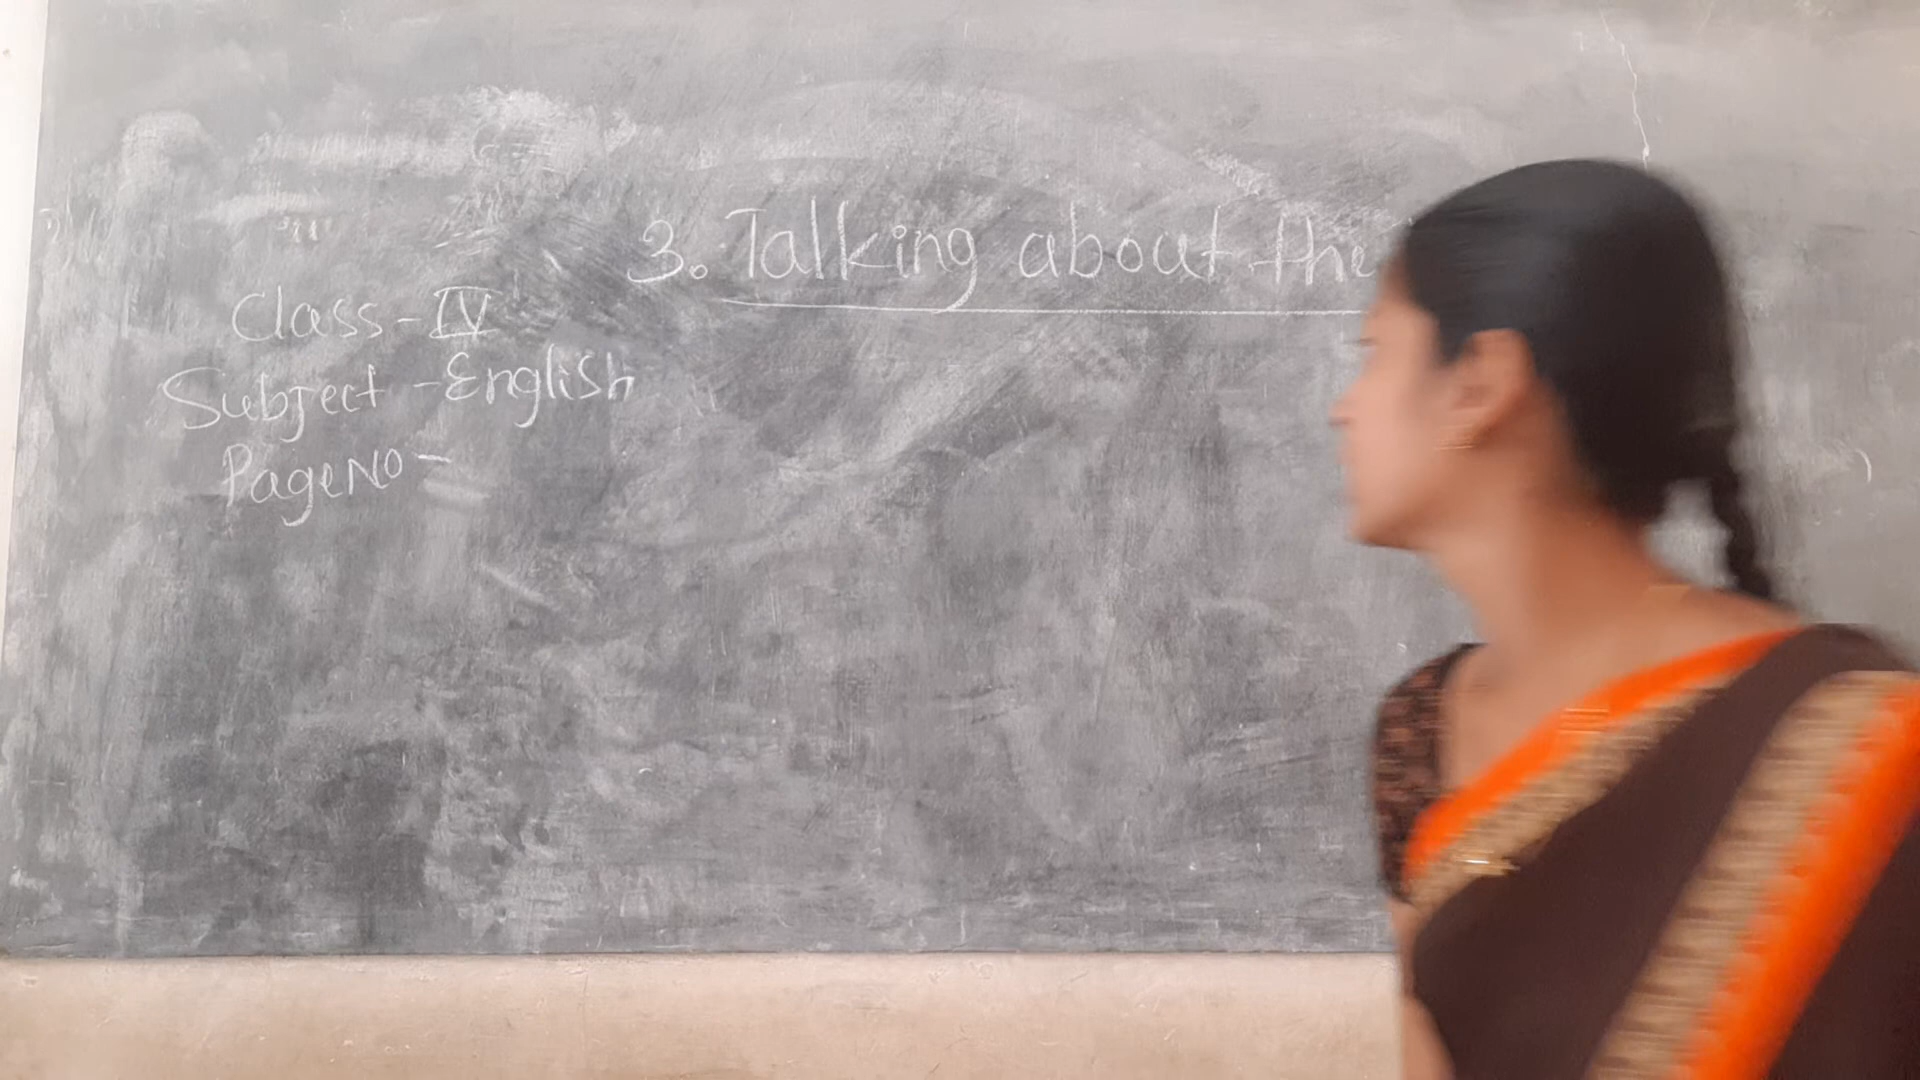 3. Talking about the
Class - IV
Subject - English
Page No -